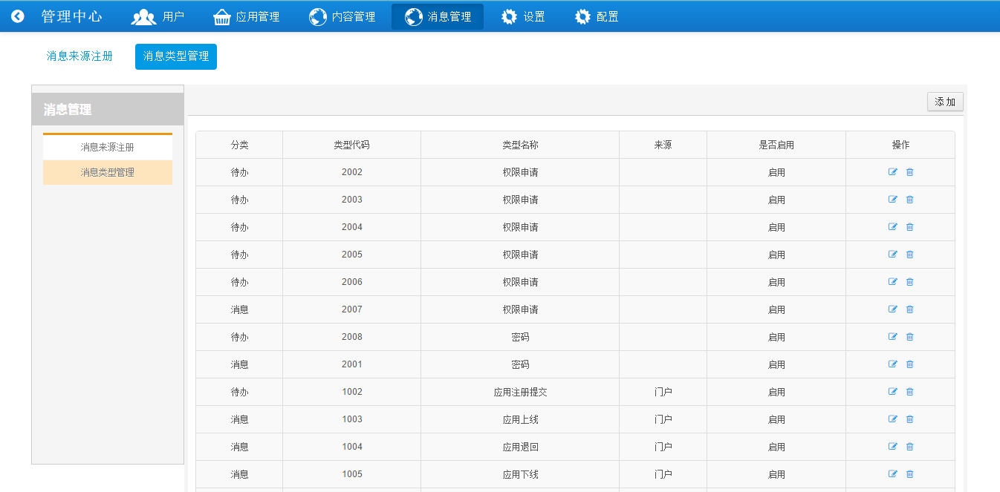 管理中心 用户 应用管理 内容管理 消息管理 设置 配置
消息来源注册 消息类型管理
消息管理
消息来源注册
消息类型管理
添 加
分类 类型代码 类型名称 来源 是否启用 操作
待办 2002 权限申请 启用
待办 2003 权限申请 启用
待办 2004 权限申请 启用
待办 2005 权限申请 启用
待办 2006 权限申请 启用
消息 2007 权限申请 启用
待办 2008 密码 启用
消息 2001 密码 启用
待办 1002 应用注册提交 门户 启用
消息 1003 应用上线 门户 启用
消息 1004 应用退回 门户 启用
消息 1005 应用下线 门户 启用